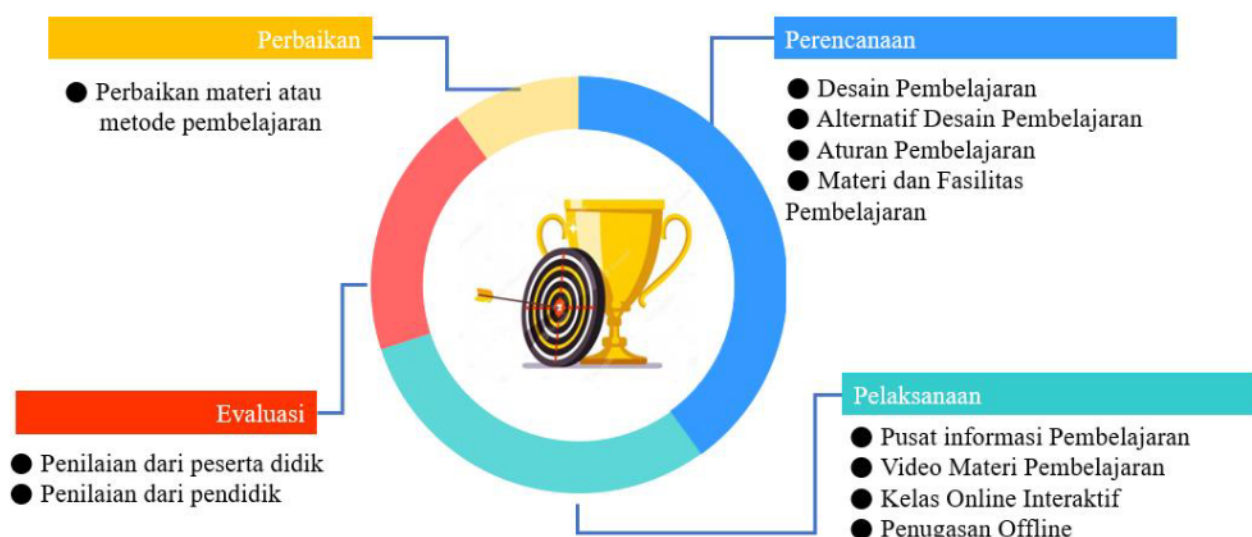 Perbaikan
● Perbaikan materi atau
metode pembelajaran
Perencanaan
● Desain Pembelajaran
● Alternatif Desain Pembelajaran
● Aturan Pembelajaran
● Materi dan Fasilitas
Pembelajaran
Evaluasi
● Penilaian dari peserta didik
● Penilaian dari pendidik
Pelaksanaan
● Pusat informasi Pembelajaran
● Video Materi Pembelajaran
● Kelas Online Interaktif
● Penugasan Offline